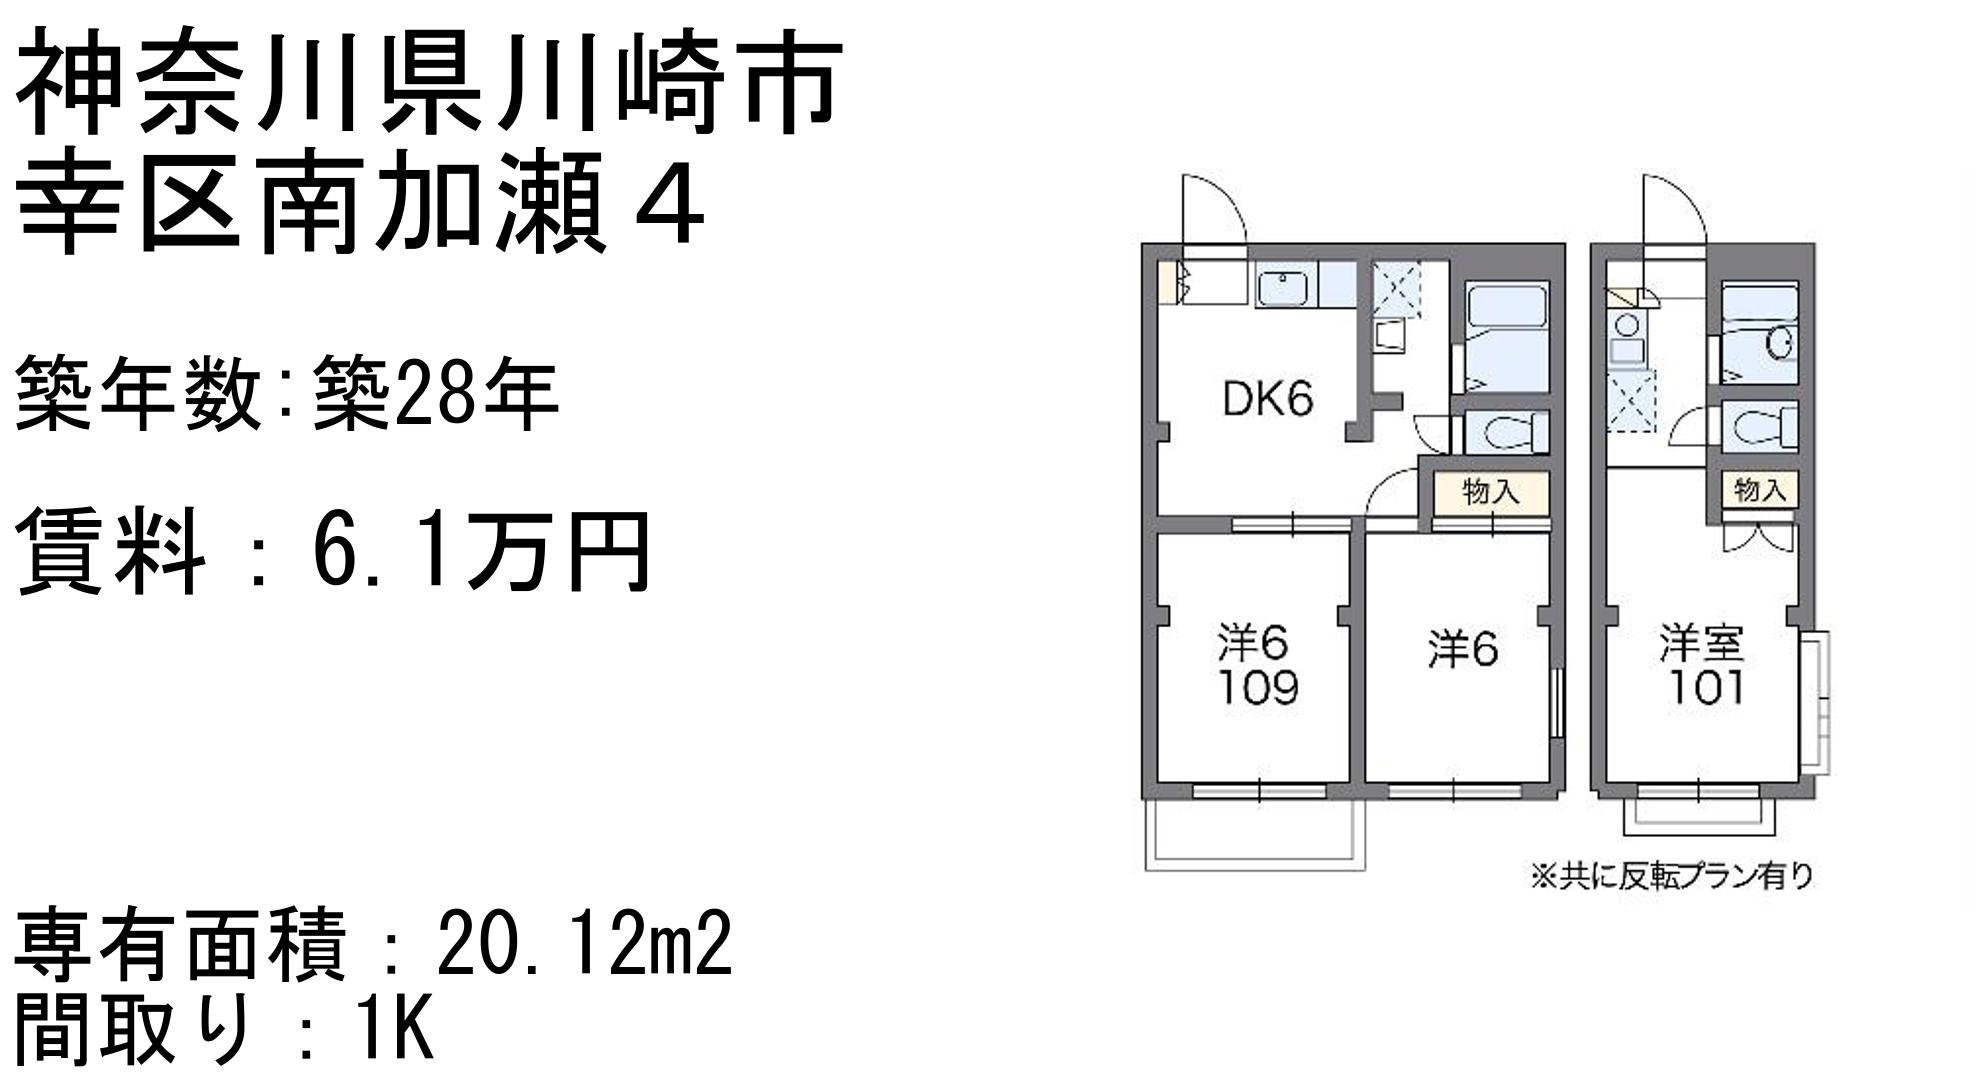 神奈川県川崎市
幸区南加瀬４
築年数:築28年
賃料：6.1万円
専有面積：20.12m2
間取り：1K
DK6
物入
物入
洋6
109
洋6
洋室
101
※共に反転プラン有り